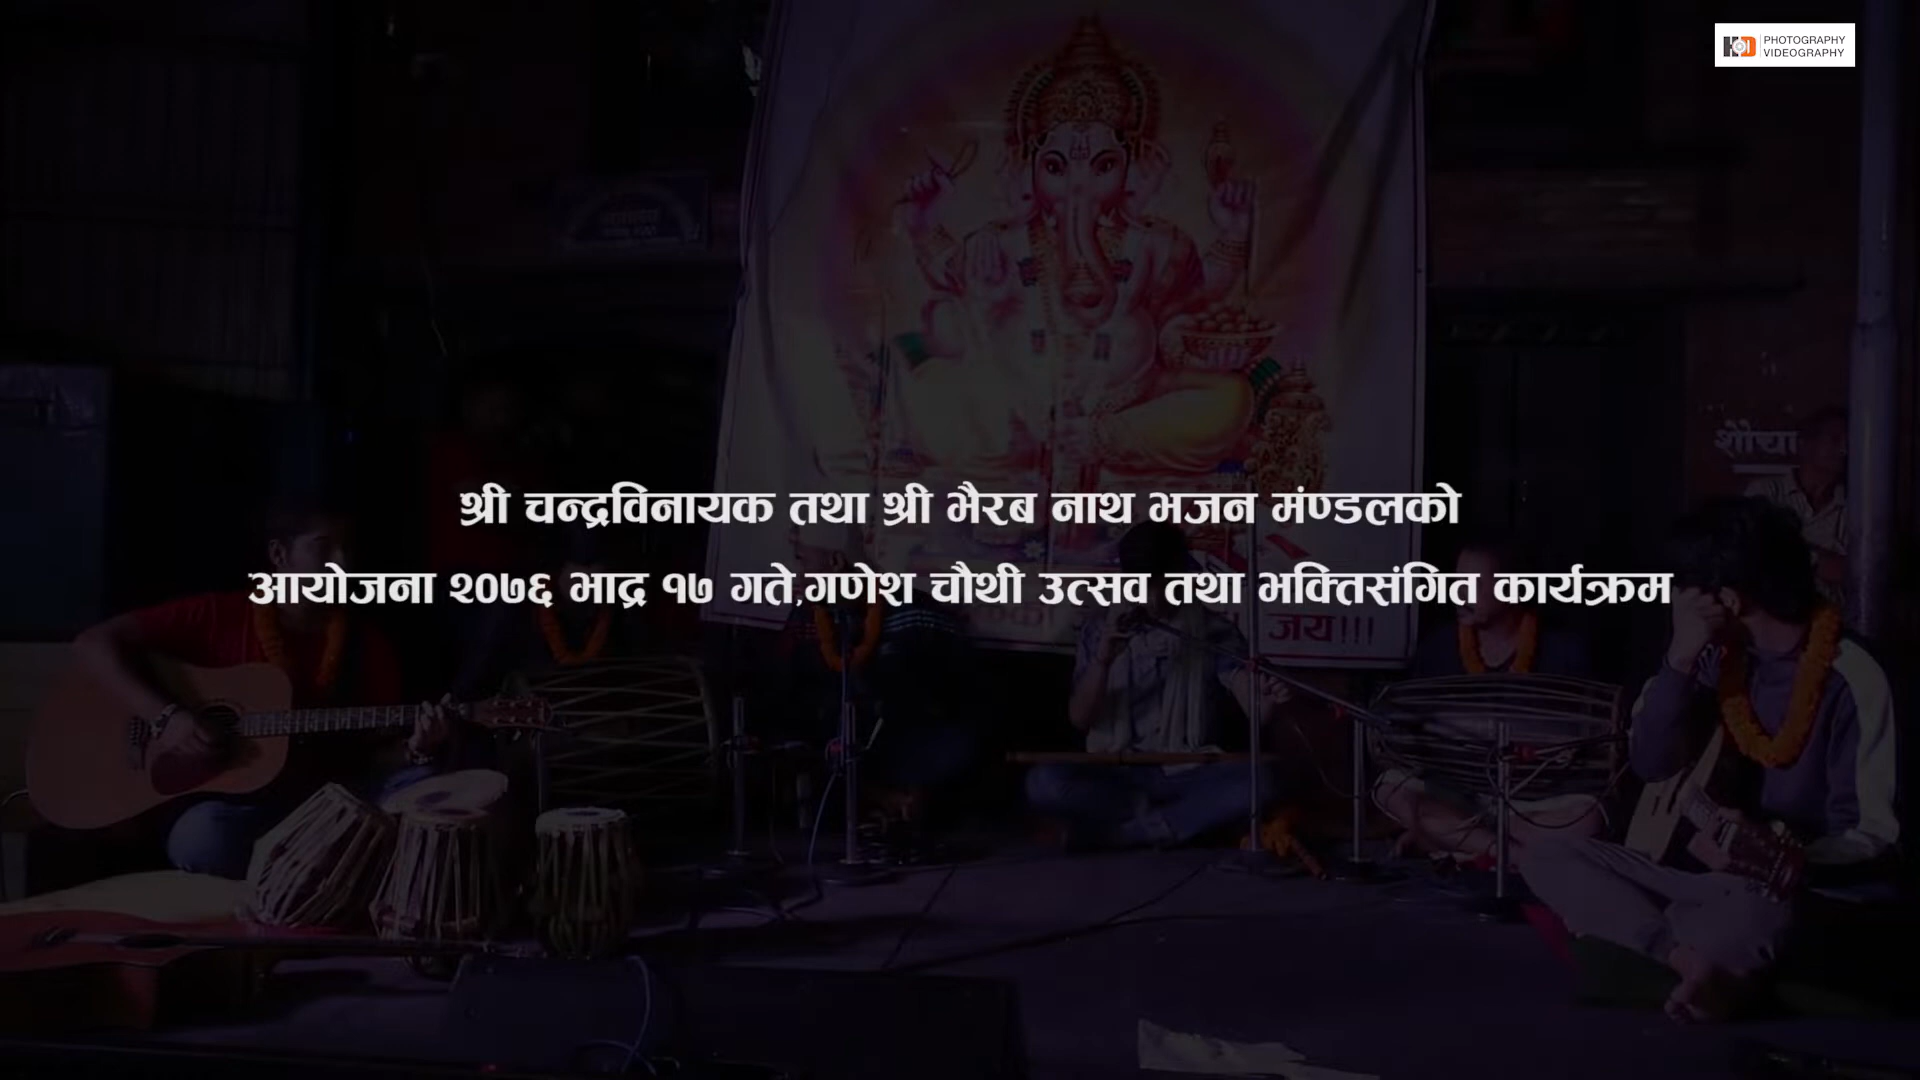 PHOTOGRAPHY
VIDEOGRAPHY
शौचा
श्री चन्द्रविनायक तथा श्री भैरब नाथ भजन मंण्डलको
आयोजना २०७६ भाद्र १७ गते,गणेश चौथी उत्सव तथा भक्तिसंगित कार्यक्रम
जय!!!